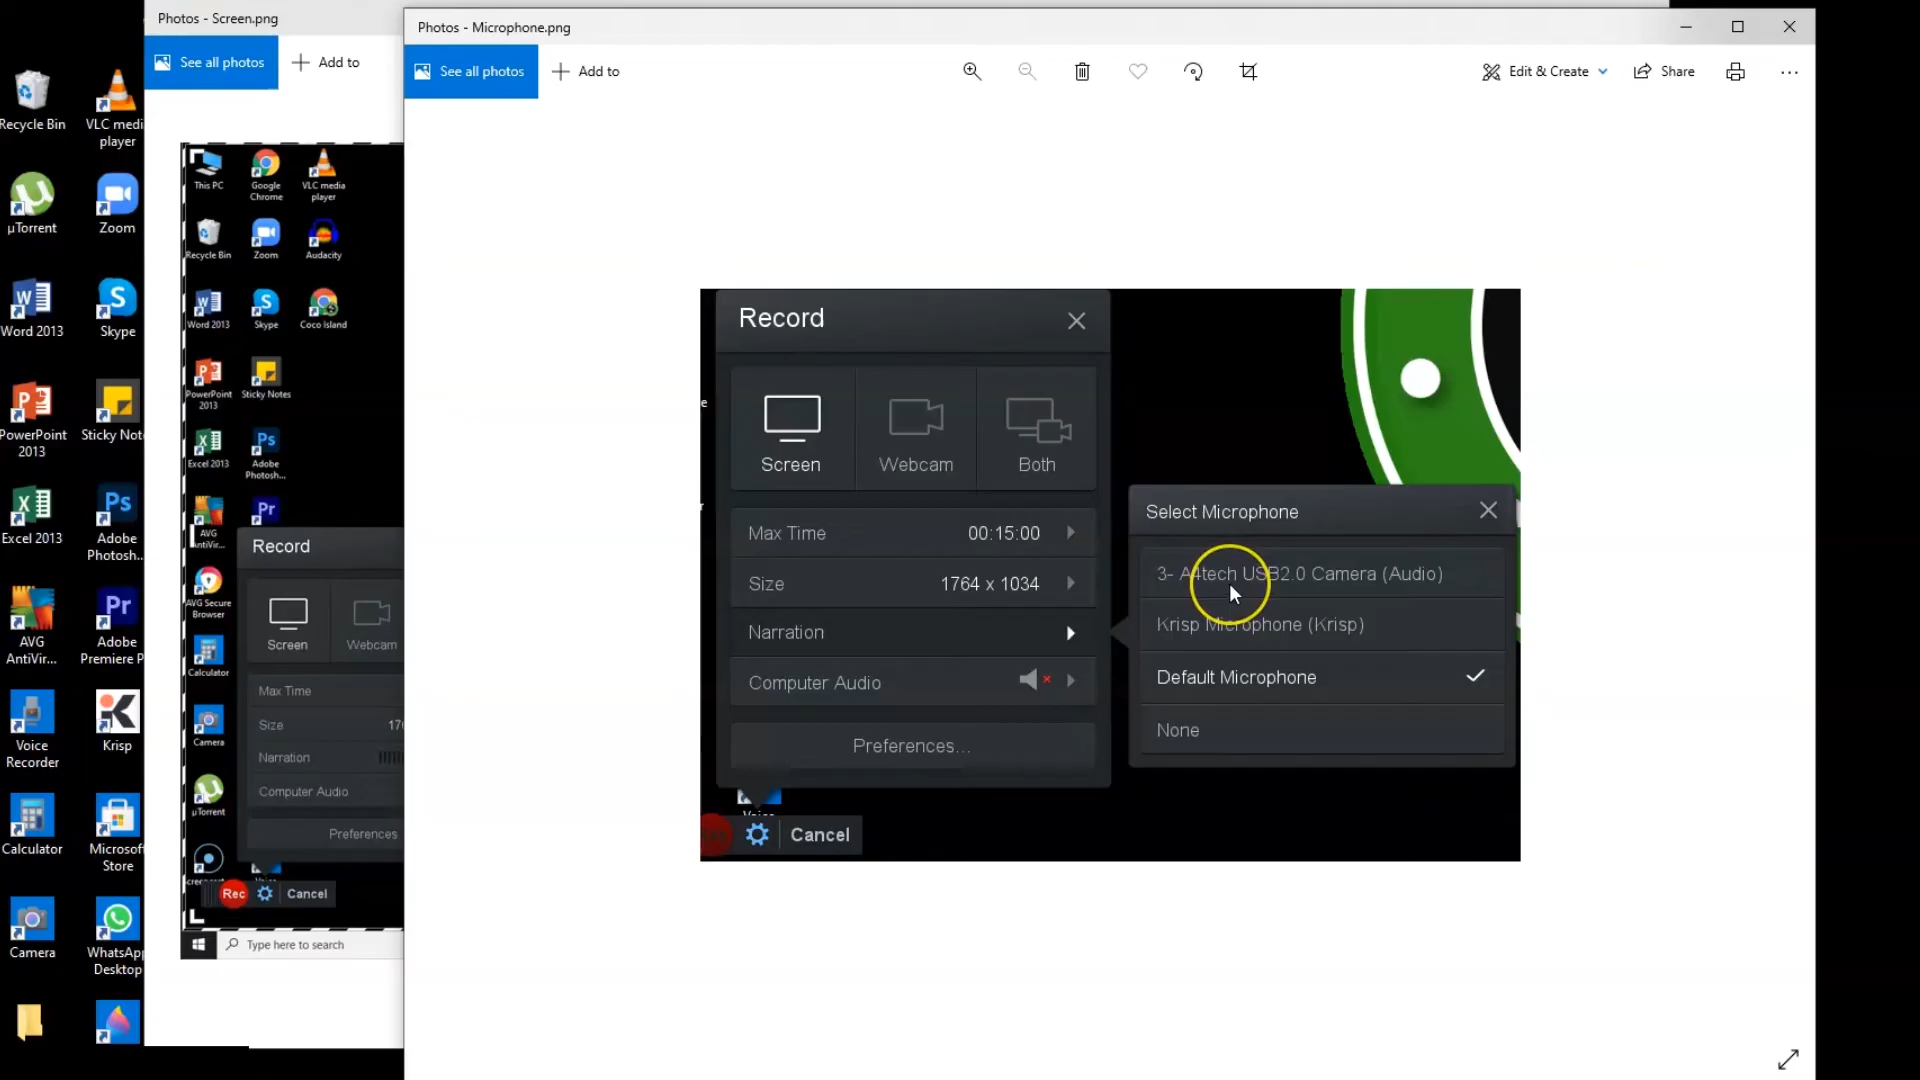 Photos - Screen.png
See all photos
Add to
Photos - Microphone.png
See all photos
Add to
Edit & Create
Share
Recycle Bin
VLC medi
player
µTorrent
Zoom
Word 2013
Skype
PowerPoint
2013
Sticky Not
Excel 2013
Adobe
Photosh...
AVG
AntiVir...
Adobe
Premiere P
Voice
Recorder
Krisp
Calculator
Microsoft
Store
Camera
WhatsApp
Desktop
This PC
Google
Chrome
VLC media
player
Recycle Bin
Zoom
Audacity
Word 2013
Skype
Coco Island
PowerPoint
2013
Sticky Notes
Excel 2013
Adobe
Photosh...
AVG
AntiVir...
AVG Secure
Browser
Calculator
Camera
µTorrent
Record
Screen
Webcam
Max Time
Size 17
Narration
Computer Audio
Preferences
Rec
Cancel
Type here to search
Record
Screen
Webcam
Both
Max Time 00:15:00
Size 1764 x 1034
Narration
Computer Audio
Preferences...
Cancel
Select Microphone
3- A4tech USB2.0 Camera (Audio)
Krisp Microphone (Krisp)
Default Microphone
None